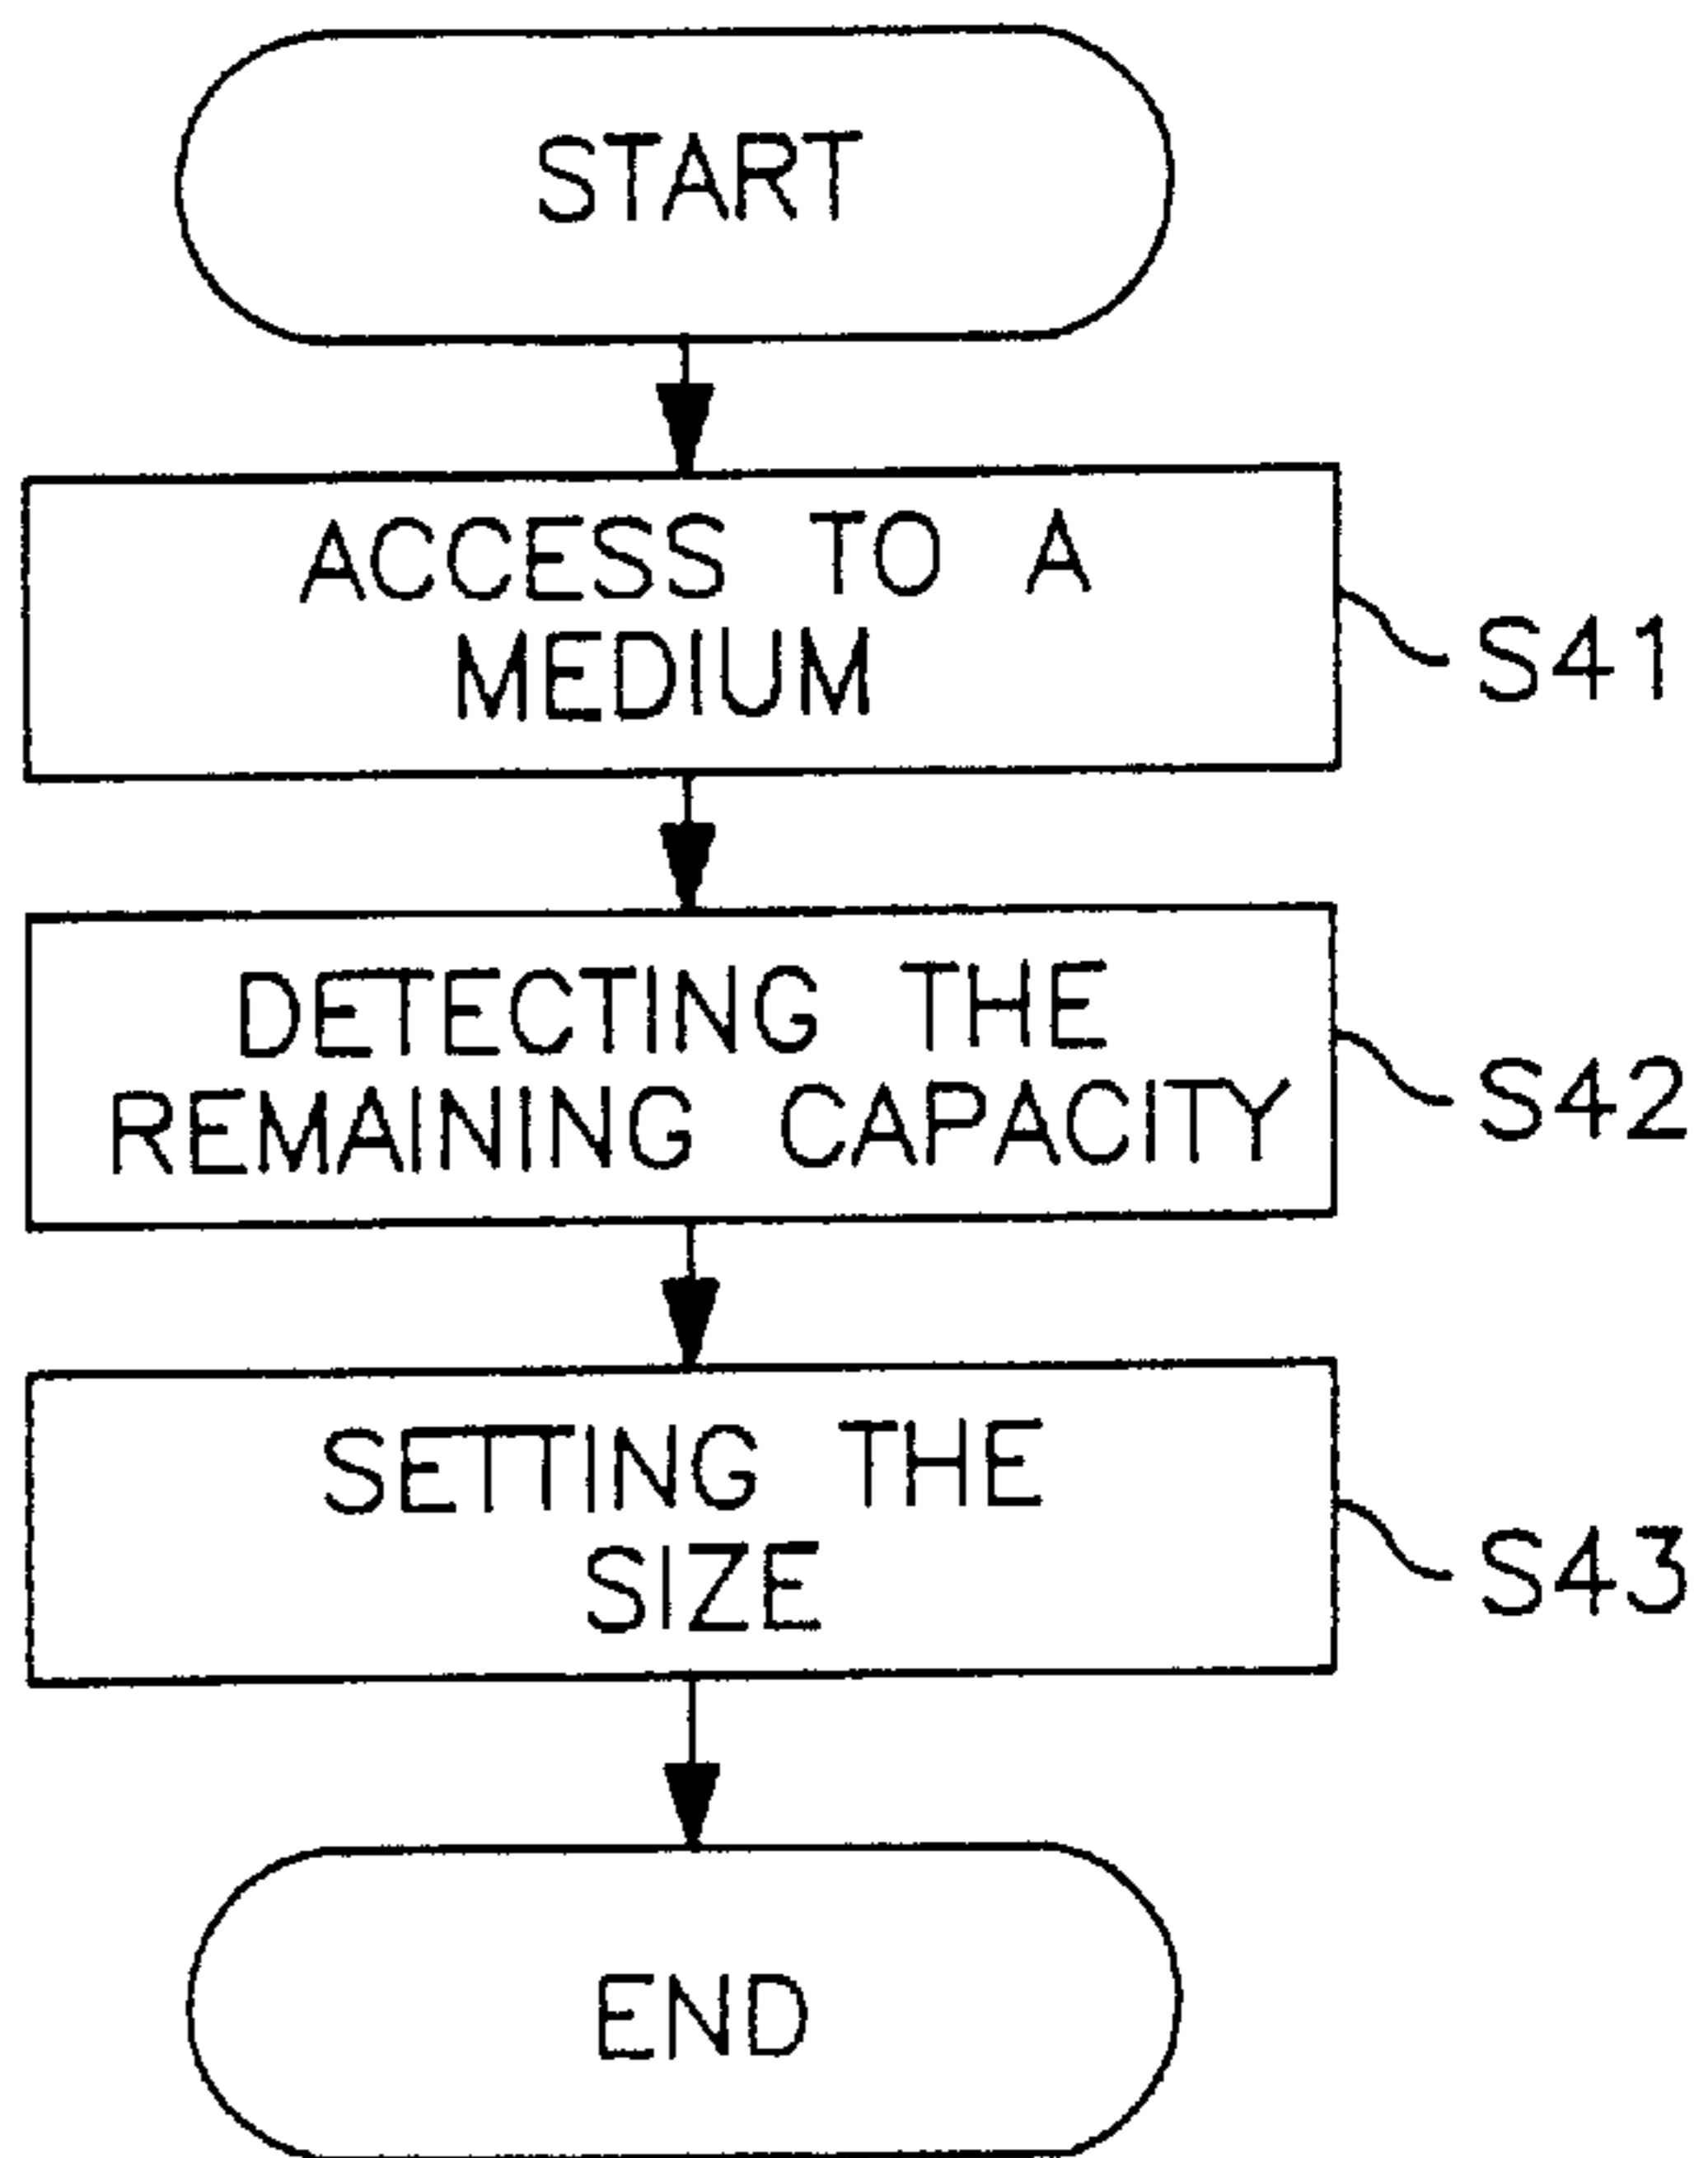 START
ACCESS TO A
MEDIUM
S41
DETECTING THE
REMAINING CAPACITY
S42
SETTING THE
SIZE
S43
END